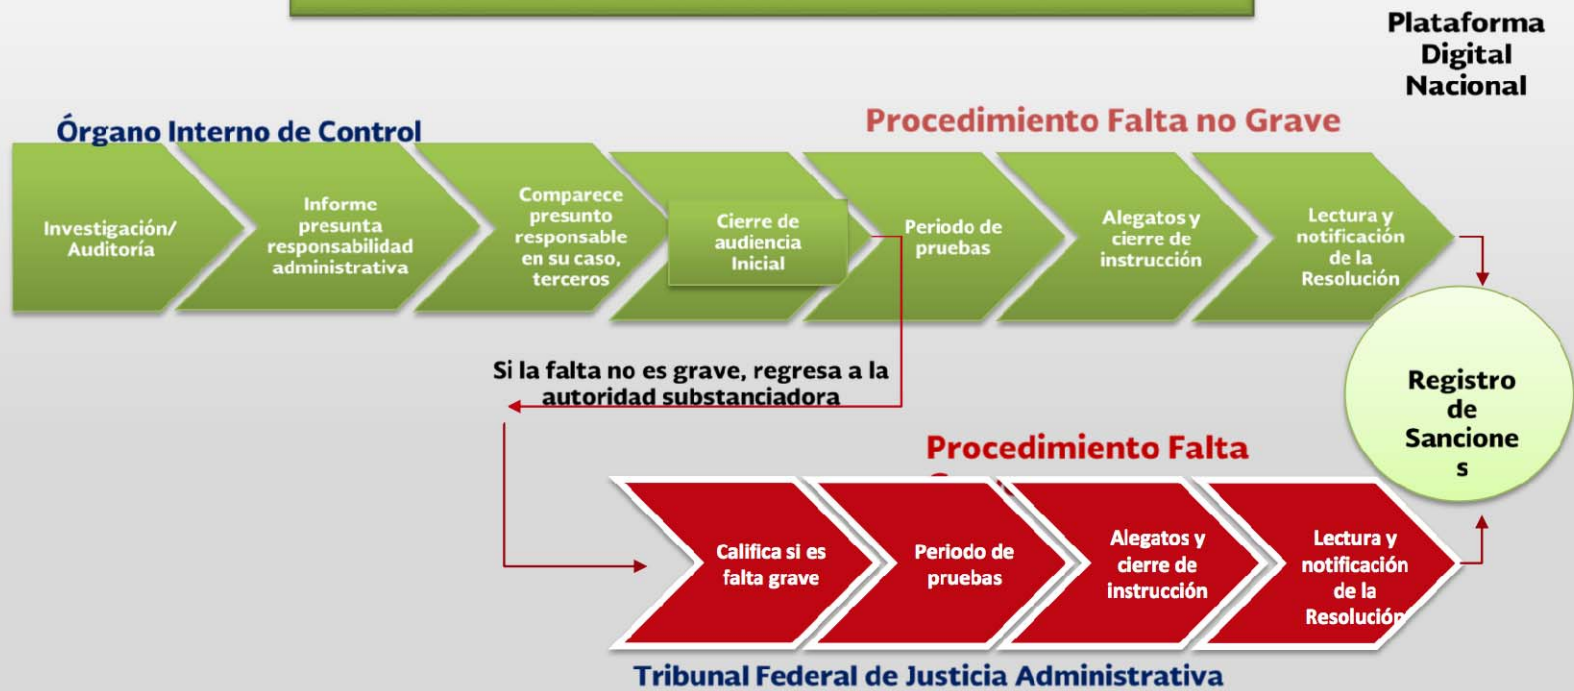 Plataforma
Digital
Nacional
Órgano Interno de Control
Procedimiento Falta no Grave
Investigación/
Auditoría
Informe
presunta
responsabilidad
administrativa
Comparece
presunto
responsable
en su caso,
terceros
Cierre de
audiencia
Inicial
Periodo de
pruebas
Alegatos y
cierre de
instrucción
Lectura y
notificación
de la
Resolución
Si la falta no es grave, regresa a la
autoridad substanciadora
Registro
de
Sancione
s
Procedimiento Falta
Califica si es
falta grave
Periodo de
pruebas
Alegatos y
cierre de
instrucción
Lectura y
notificación
de la
Resolución
Tribunal Federal de Justicia Administrativa